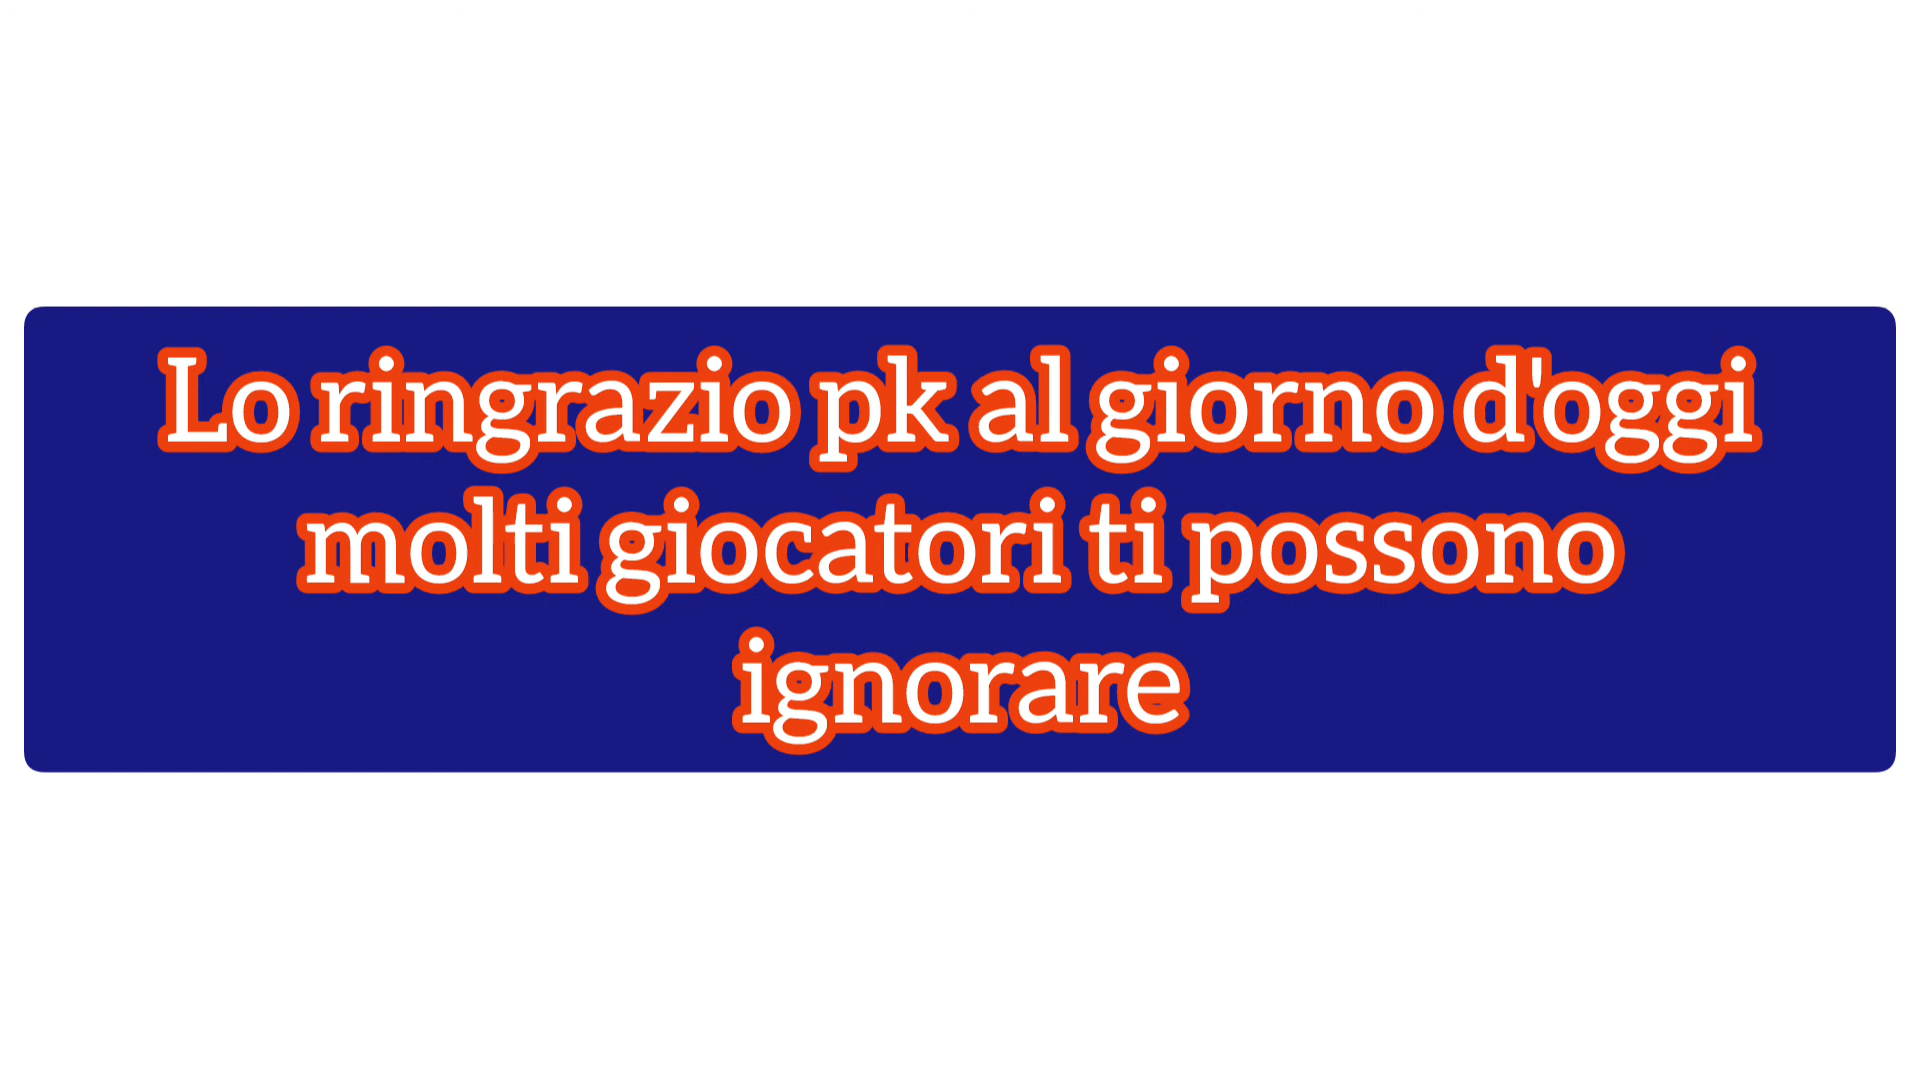 Lo ringrazio pk al giorno d'oggi
molti giocatori ti possono
ignorare